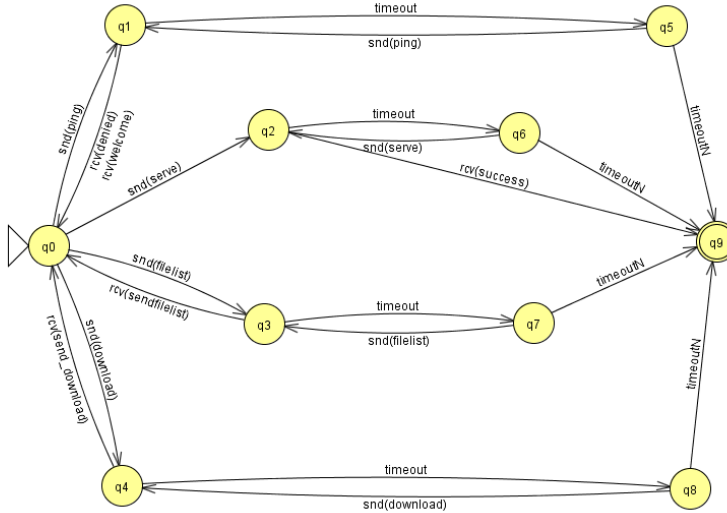 timeout
q1
q5
snd(ping)
snd(ping)
rcv(denied)
rcv(welcome)
timeoutN
timeout
q2
q6
snd(serve)
snd(serve)
rcv(success)
timeoutN
q0
q9
snd(filelist)
rcv(sendfilelist)
timeoutN
timeout
q3
q7
snd(filelist)
snd(download)
rcv(send_download)
timeoutN
timeout
q4
q8
snd(download)